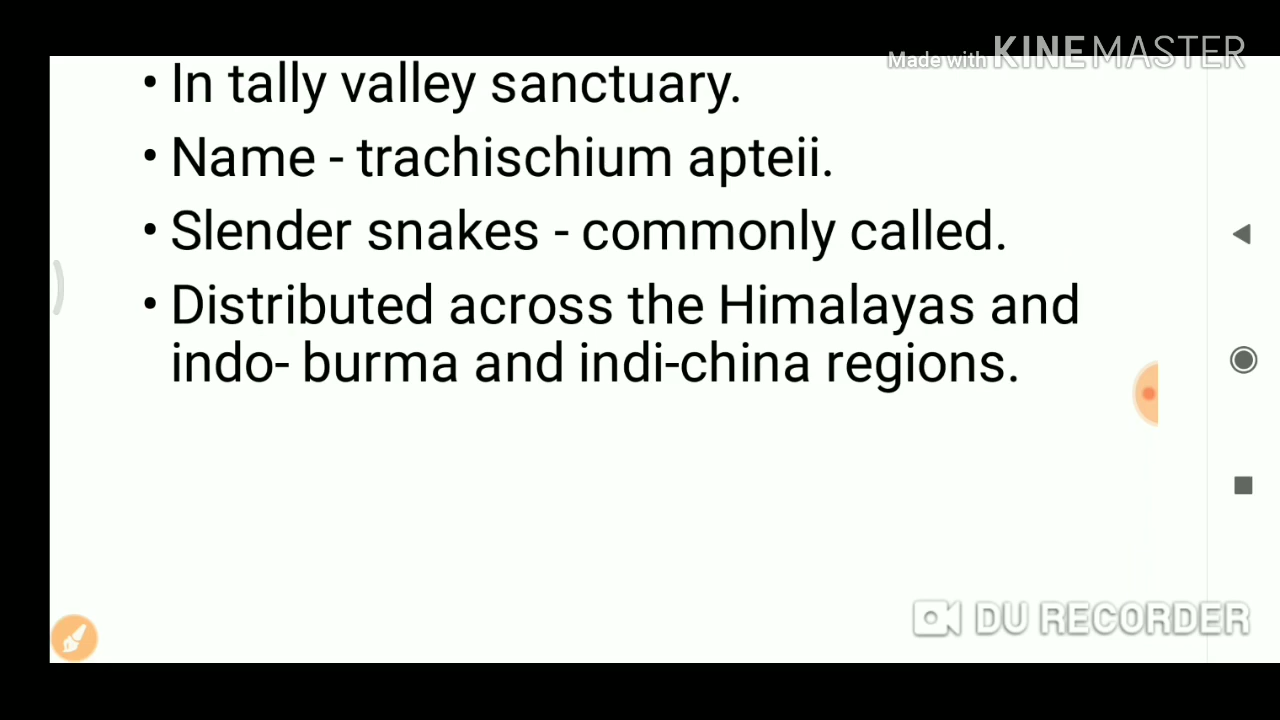 Made with KINEMASTER
• In tally valley sanctuary.
• Name - trachischium apteii.
• Slender snakes - commonly called.
• Distributed across the Himalayas and
indo- burma and indi-china regions.
DU RECORDER